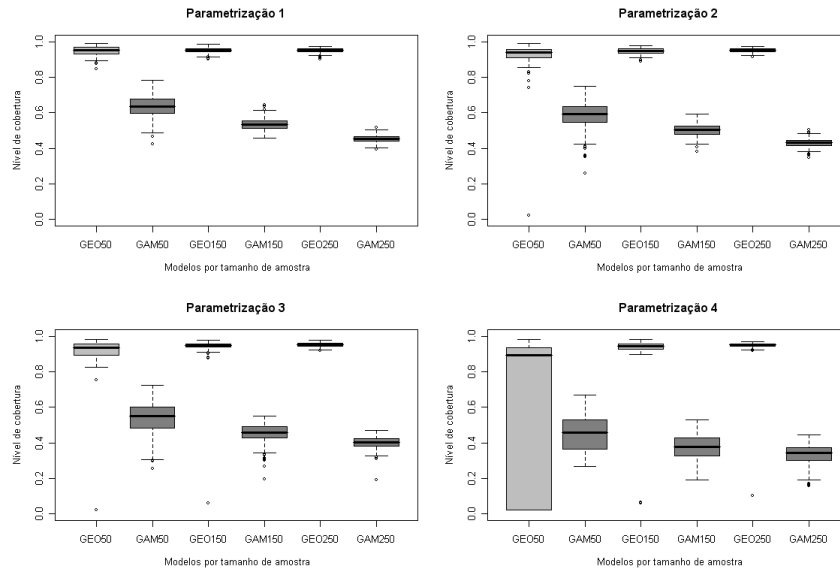 Parametrização 1
Nível de cobertura
1.0
0.8
0.6
0.4
0.2
0.0
GEO50 GAM50 GEO150 GAM150 GEO250 GAM250
Modelos por tamanho de amostra
Parametrização 2
Nível de cobertura
1.0
0.8
0.6
0.4
0.2
0.0
GEO50 GAM50 GEO150 GAM150 GEO250 GAM250
Modelos por tamanho de amostra
Parametrização 3
Nível de cobertura
1.0
0.8
0.6
0.4
0.2
0.0
GEO50 GAM50 GEO150 GAM150 GEO250 GAM250
Modelos por tamanho de amostra
Parametrização 4
Nível de cobertura
1.0
0.8
0.6
0.4
0.2
0.0
GEO50 GAM50 GEO150 GAM150 GEO250 GAM250
Modelos por tamanho de amostra